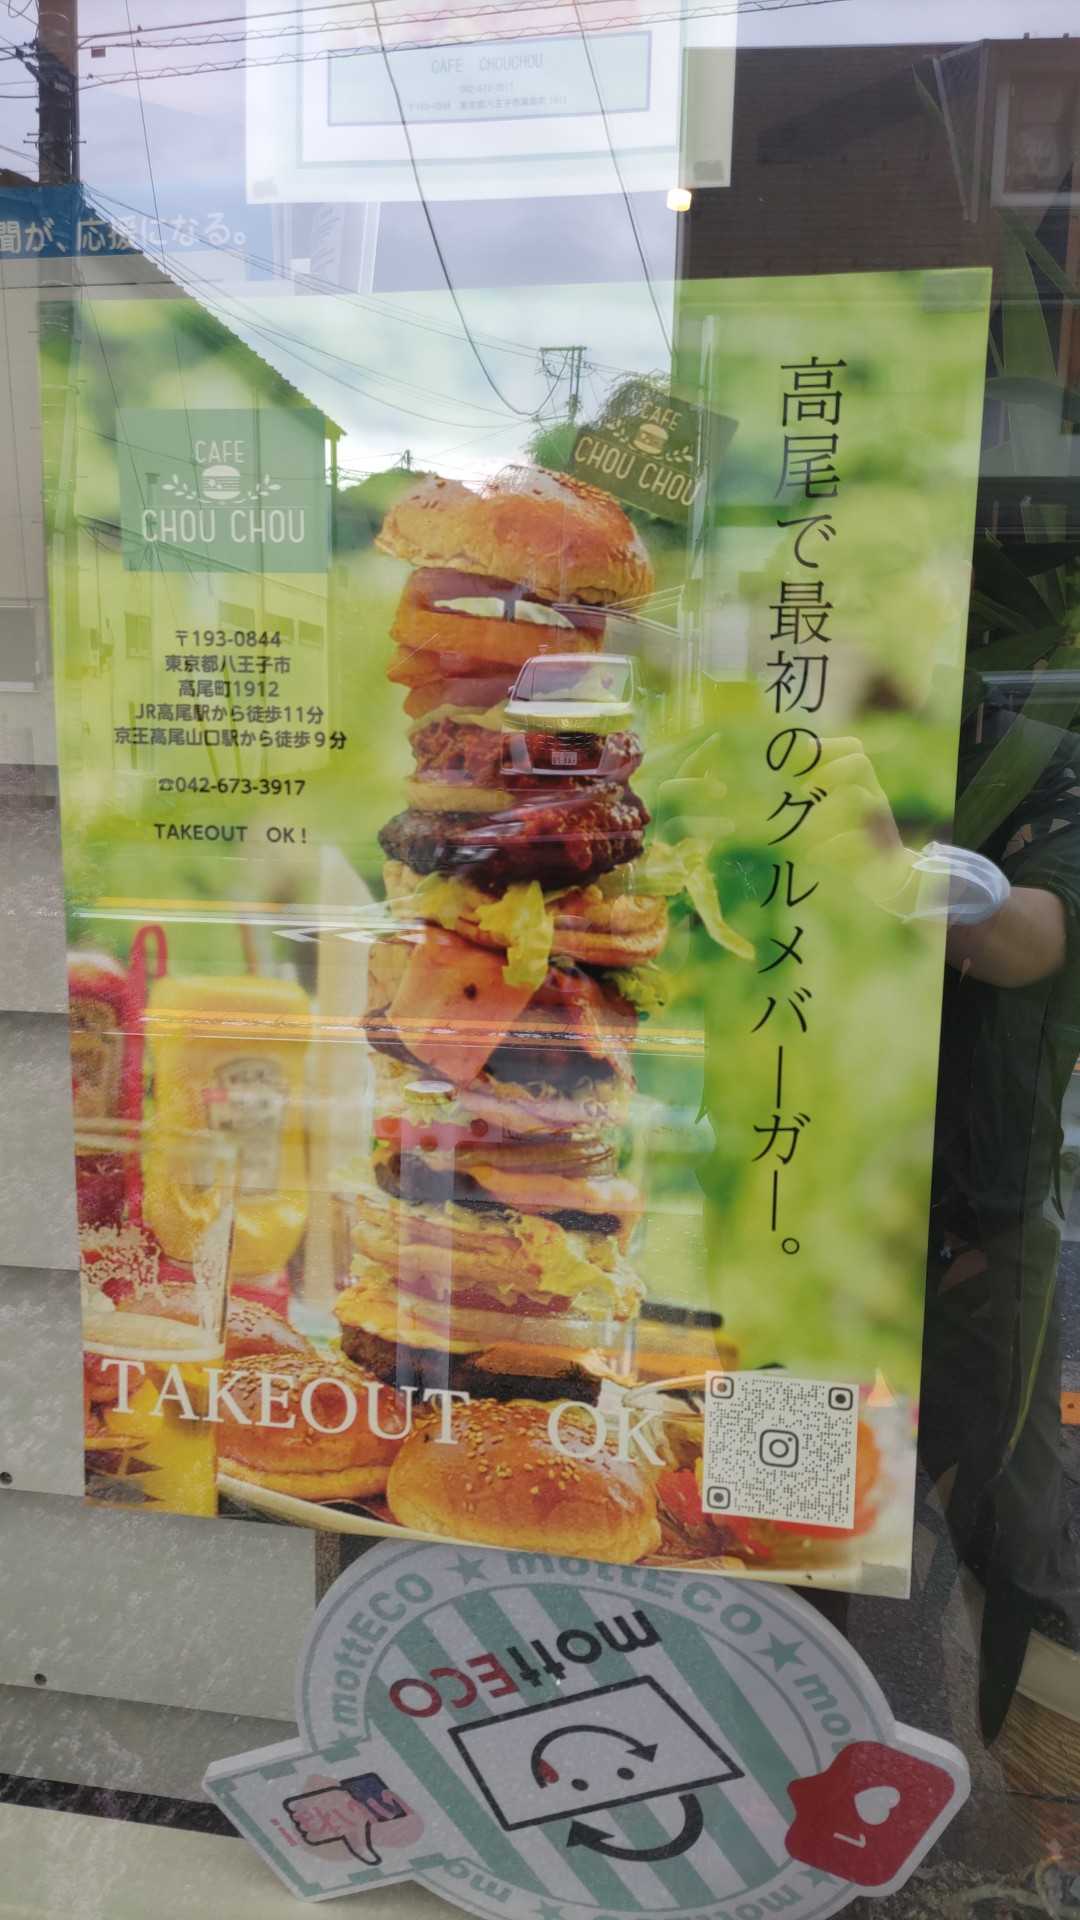 CAFE CHOUCHOU
聞が、応援になる。
CAFE
CHOU CHOU
CAFE
CHOU CHOU
高尾で最初のグルメバーガー。
〒193-0844
東京都八王子市
高尾町1912
JR高尾駅から徒歩11分
京王高尾山口駅から徒歩9分
☎042-673-3917
TAKEOUT OK!
TAKEOUT OK
mottECO
mottECO
mottECO
mottECO
1